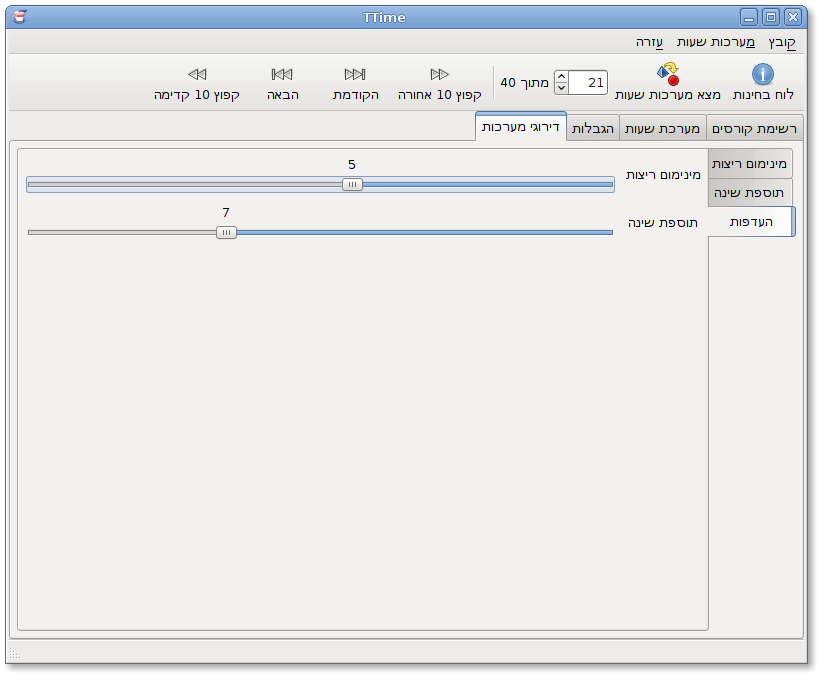 TTime
קובץ מערכות שעות עזרה
לוח בחינות
מצא מערכות שעות
21 מתוך 40
קפוץ 10 אחורה
הקודמת
הבאה
קפוץ 10 קדימה
רשימת קורסים
מערכת שעות
הגבלות
דירוגי מערכות
מינימום ריצות
תוספת שינה
העדפות
מינימום ריצות 5
תוספת שינה 7